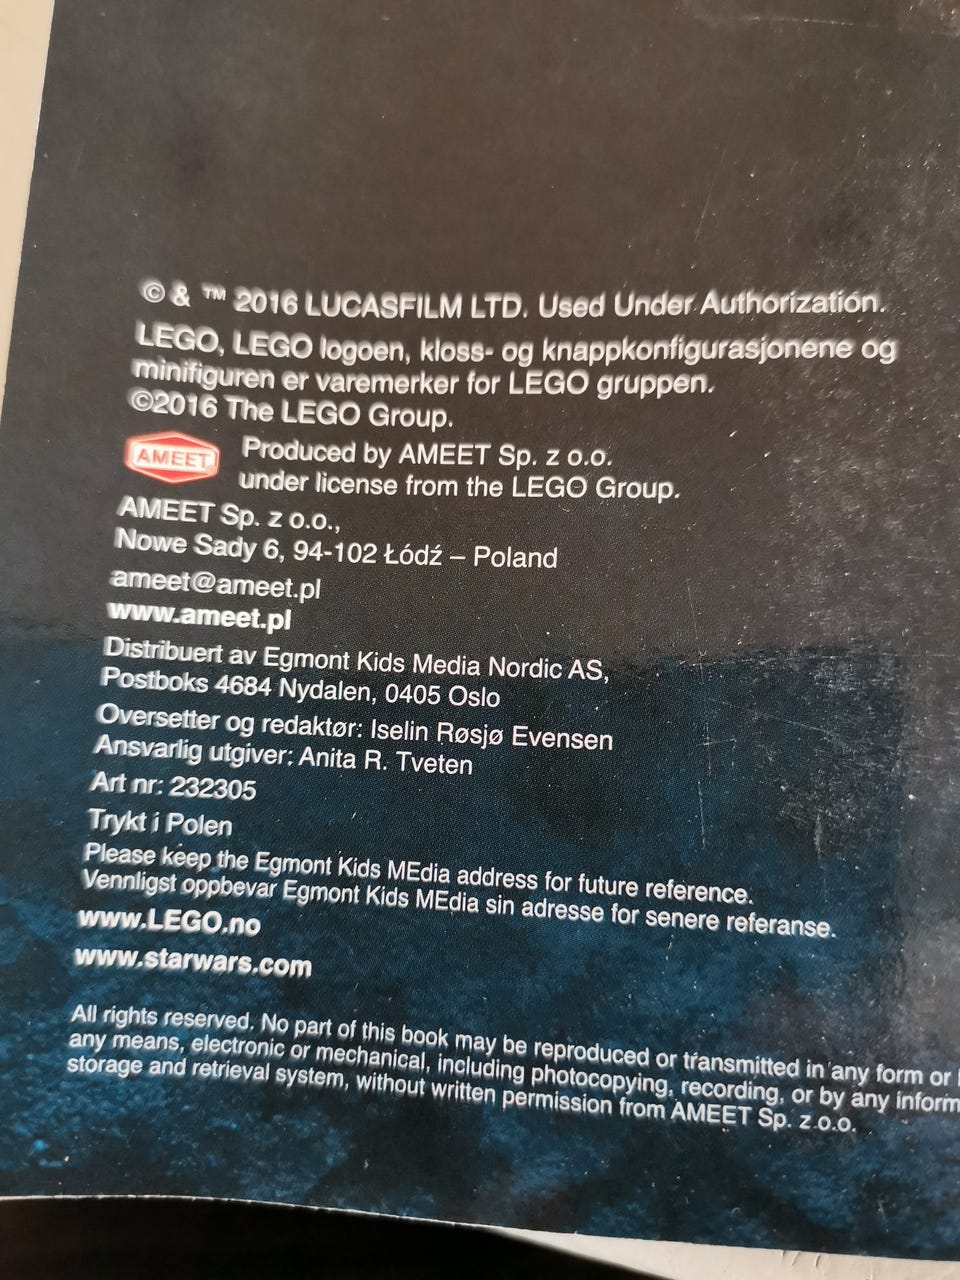 © & ™ 2016 LUCASFILM LTD. Used Under Authorization.
LEGO, LEGO logoen, kloss- og knappkonfigurasjonene og
minifiguren er varemerker for LEGO gruppen.
©2016 The LEGO Group.
AMEET
Produced by AMEET Sp. z o.o.
under license from the LEGO Group.
AMEET Sp. z o.o.,
Nowe Sady 6, 94-102 Łódź – Poland
ameet@ameet.pl
www.ameet.pl
Distribuert av Egmont Kids Media Nordic AS,
Postboks 4684 Nydalen, 0405 Oslo
Oversetter og redaktør: Iselin Røsjø Evensen
Ansvarlig utgiver: Anita R. Tveten
Art nr: 232305
Trykt i Polen
Please keep the Egmont Kids MEdia address for future reference.
Vennligst oppbevar Egmont Kids MEdia sin adresse for senere referanse.
www.LEGO.no
www.starwars.com
All rights reserved. No part of this book may be reproduced or transmitted in any form or
any means, electronic or mechanical, including photocopying, recording, or by any inform
storage and retrieval system, without written permission from AMEET Sp. z.o.o.